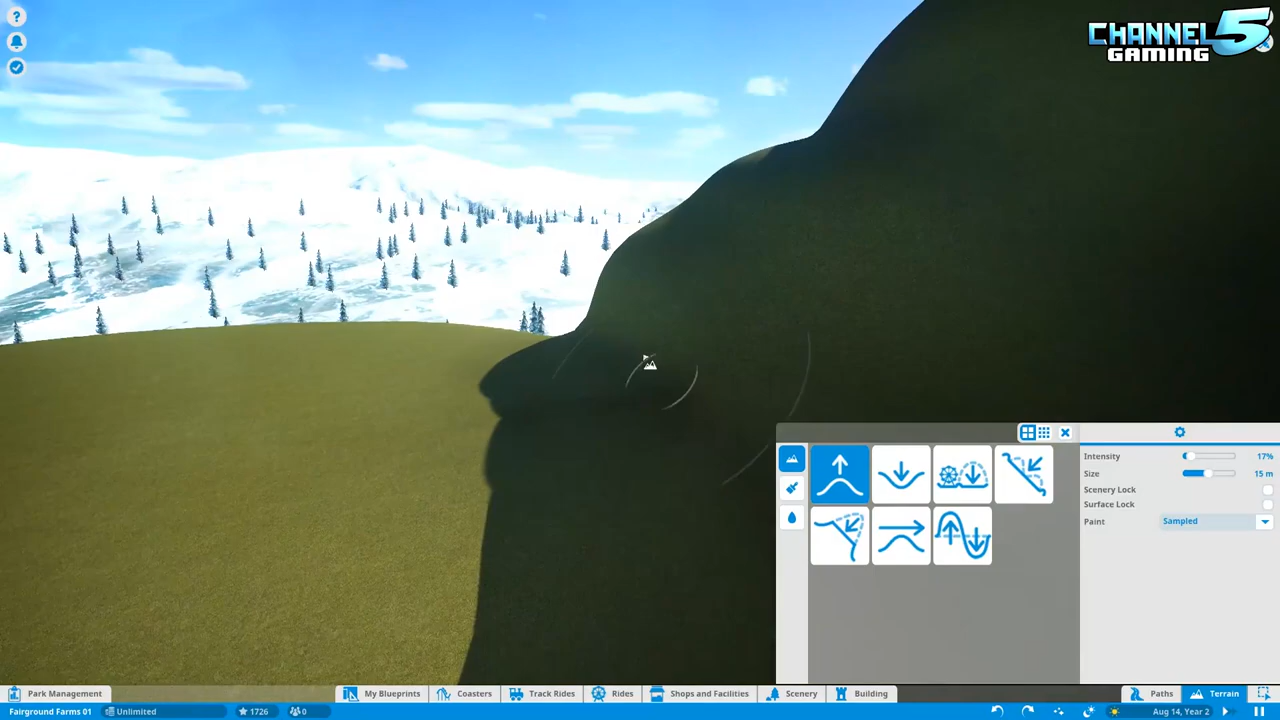 ?
CHANNEL 5
GAMING
Intensity 17%
Size 15 m
Scenery Lock
Surface Lock
Paint Sampled
Park Management My Blueprints Coasters Track Rides Rides Shops and Facilities Scenery Building Paths Terrain
Fairground Farms 01 Unlimited 1726 0 Aug 14, Year 2